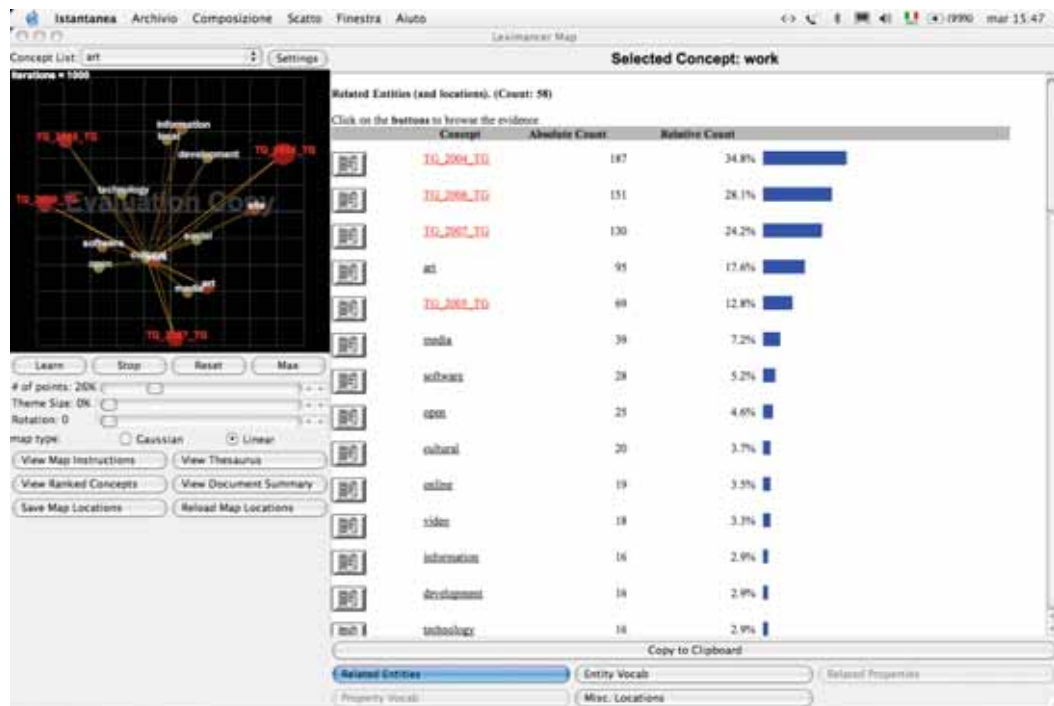 Istantanea Archivio Composizione Scatto Finestra Aiuto mar 15.47
Leximancer Map
Concept List: art Settings
Selected Concept: work
Iterations = 1000
Related Entities (and locations). (Count: 58)
Click on the buttons to browse the evidence
Concept Absolute Count Relative Count
TG_2004_TG 187 34.8%
TG_2006_TG 151 28.1%
TG_2007_TG 130 24.2%
art 95 17.6%
TG_2005_TG 69 12.8%
media 39 7.2%
software 28 5.2%
open 25 4.6%
cultural 20 3.7%
online 19 3.5%
video 18 3.3%
information 16 2.9%
development 16 2.9%
technology 16 2.9%
information
local
development
technology
Evaluation Copy
site
social
software
open
media
art
Learn Stop Reset Max
# of points: 26%
Theme Size: 0%
Rotation: 0
map type: Gaussian Linear
View Map Instructions View Thesaurus
View Ranked Concepts View Document Summary
Save Map Locations Reload Map Locations
Copy to Clipboard
Related Entities Entity Vocab Related Properties
Property Vocab Misc. Locations